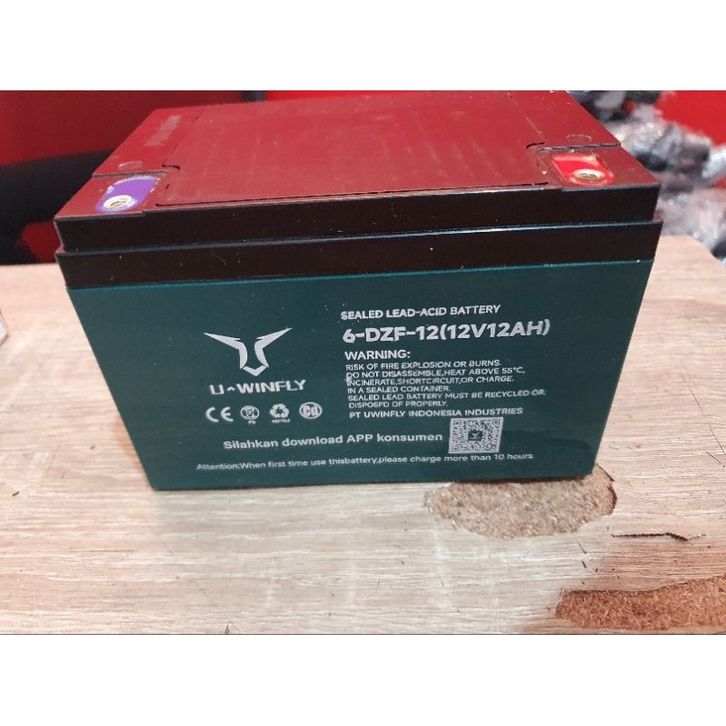 SEALED LEAD-ACID BATTERY
6-DZF-12(12V12AH)
WARNING:
RISK OF FIRE EXPLOSION OR BURNS.
DO NOT DISASSEMBLE,HEAT ABOVE 55°C,
INCINERATE,SHORTCIRCUIT,OR CHARGE.
IN A SEALED CONTAINER.
SEALED LEAD BATTERY MUST BE RECYCLED OR.
DISPOSED OF PROPERLY.
PT UWINFLY INDONESIA INDUSTRIES
U-WINFLY
CE
Pb
Cd
Silahkan download APP konsumen
Attention:When first time use thisbattery,please charge more than 10 hours